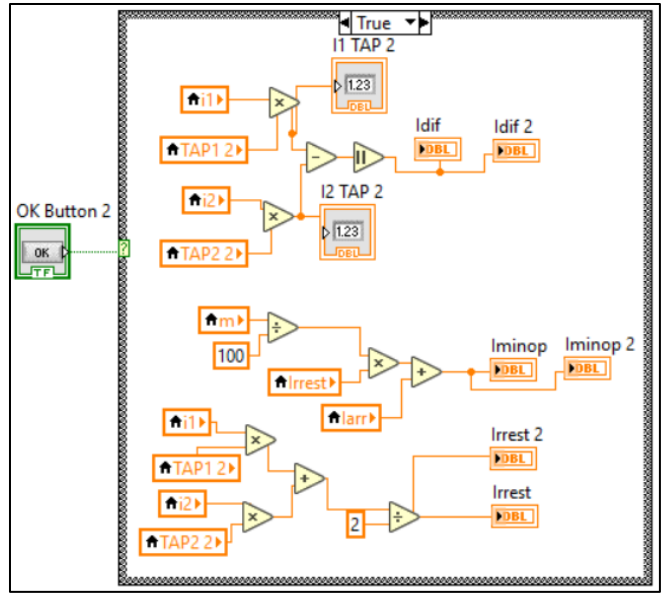 True
I1 TAP 2
i1
1.23
DBL
TAP1 2
Idif
Idif 2
DBL
DBL
i2
I2 TAP 2
OK Button 2
1.23
OK
TF
?
TAP2 2
DBL
m
100
Iminop
Iminop 2
Irrest
DBL
DBL
Iarr
i1
Irrest 2
TAP1 2
DBL
i2
Irrest
2
DBL
TAP2 2